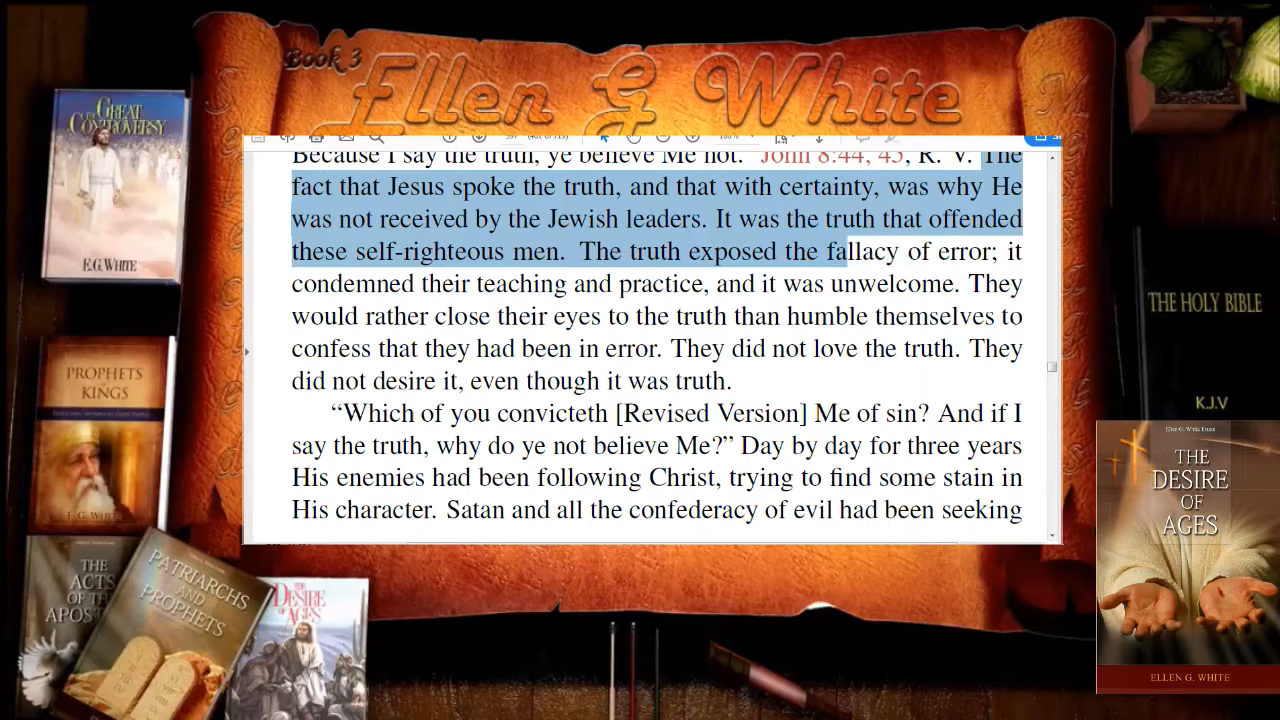 Book 3
Ellen G White
Because I say the truth, ye believe Me not.” John 8:44, 45, R. V. The
fact that Jesus spoke the truth, and that with certainty, was why He
was not received by the Jewish leaders. It was the truth that offended
these self-righteous men. The truth exposed the fallacy of error; it
condemned their teaching and practice, and it was unwelcome. They
would rather close their eyes to the truth than humble themselves to
confess that they had been in error. They did not love the truth. They
did not desire it, even though it was truth.
“Which of you convicteth [Revised Version] Me of sin? And if I
say the truth, why do ye not believe Me?” Day by day for three years
His enemies had been following Christ, trying to find some stain in
His character. Satan and all the confederacy of evil had been seeking
GREAT
CONTROVERSY
E.G. WHITE
PROPHETS
KINGS
E.G. WHITE
THE
ACTS
OF THE
PATRIARCHS
AND
PROPHETS
THE
DESIRE
OF AGES
THE HOLY BIBLE
K.J.V
Ellen G. White Estate
THE
DESIRE
OF
AGES
ELLEN G. WHITE